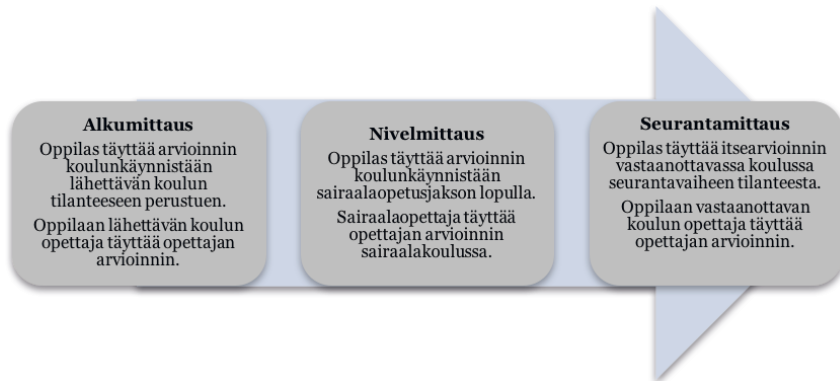 Alkumittaus
Oppilas täyttää arvioinnin
koulunkäynnistään
lähettävän koulun
tilanteeseen perustuen.
Oppilaan lähettävän koulun
opettaja täyttää opettajan
arvioinnin.
Nivelmittaus
Oppilas täyttää arvioinnin
koulunkäynnistään
sairaalaopetusjakson lopulla.
Sairaalaopettaja täyttää
opettajan arvioinnin
sairaalakoulussa.
Seurantamittaus
Oppilas täyttää itsearvioinnin
vastaanottavassa koulussa
seurantavaiheen tilanteesta.
Oppilaan vastaanottavan
koulun opettaja täyttää
opettajan arvioinnin.